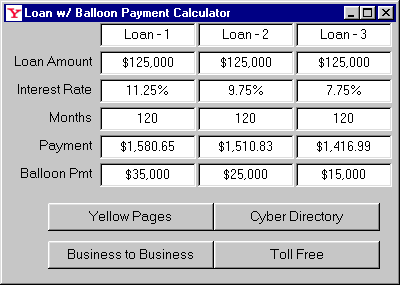 Loan w/ Balloon Payment Calculator
Loan - 1 Loan - 2 Loan - 3
Loan Amount $125,000 $125,000 $125,000
Interest Rate 11.25% 9.75% 7.75%
Months 120 120 120
Payment $1,580.65 $1,510.83 $1,416.99
Balloon Pmt $35,000 $25,000 $15,000
Yellow Pages Cyber Directory
Business to Business Toll Free